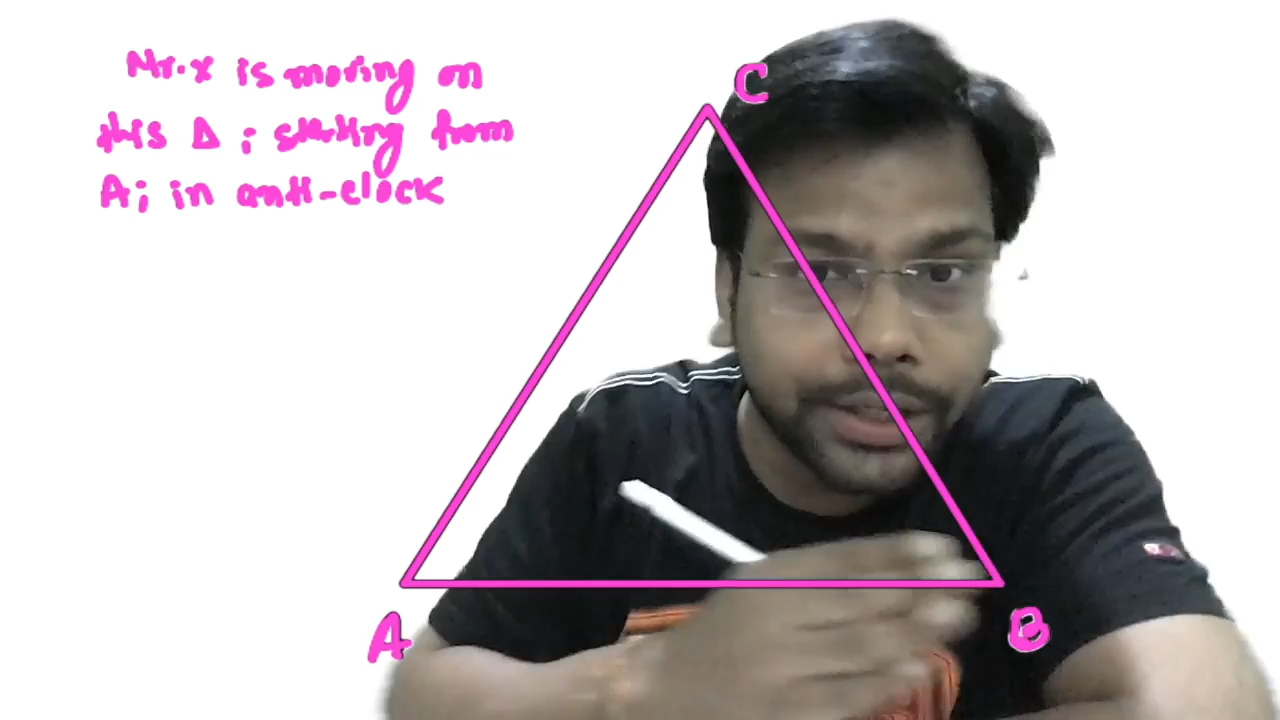 Mr.x is moving on
this Δ ; starting from
A; in anti-clock
C
A
B